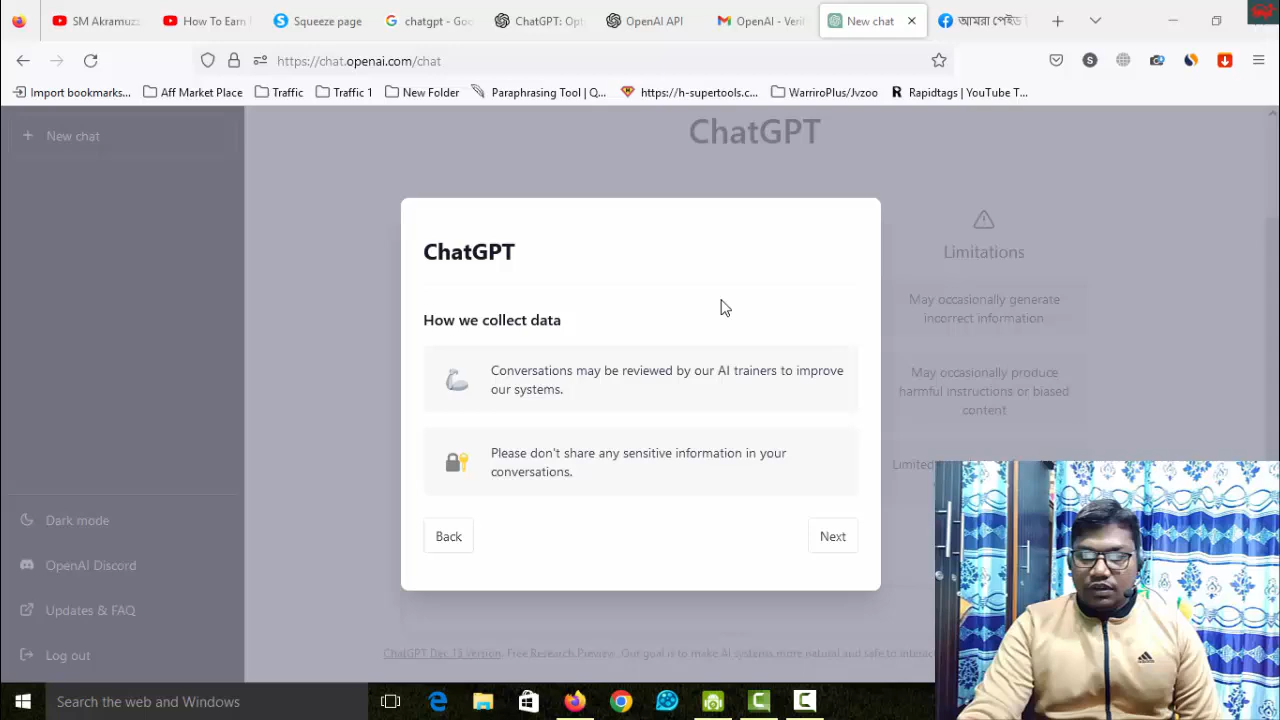 SM Akramuz
How To Earn
Squeeze page
chatgpt - Goo
ChatGPT: Opt
OpenAI API
OpenAI - Veri
New chat
আমরা পেইড
https://chat.openai.com/chat
Import bookmarks...
Aff Market Place
Traffic
Traffic 1
New Folder
Paraphrasing Tool | Q...
https://h-supertools.c...
WarriroPlus/Jvzoo
Rapidtags | YouTube T...
New chat
ChatGPT
Limitations
May occasionally generate
incorrect information
May occasionally produce
harmful instructions or biased
content
Limited
ChatGPT
How we collect data
Conversations may be reviewed by our AI trainers to improve
our systems.
Please don't share any sensitive information in your
conversations.
Back
Next
Dark mode
OpenAI Discord
Updates & FAQ
Log out
ChatGPT Dec 13 Version. Free Research Preview. Our goal is to make AI systems more natural and safe to interact
Search the web and Windows